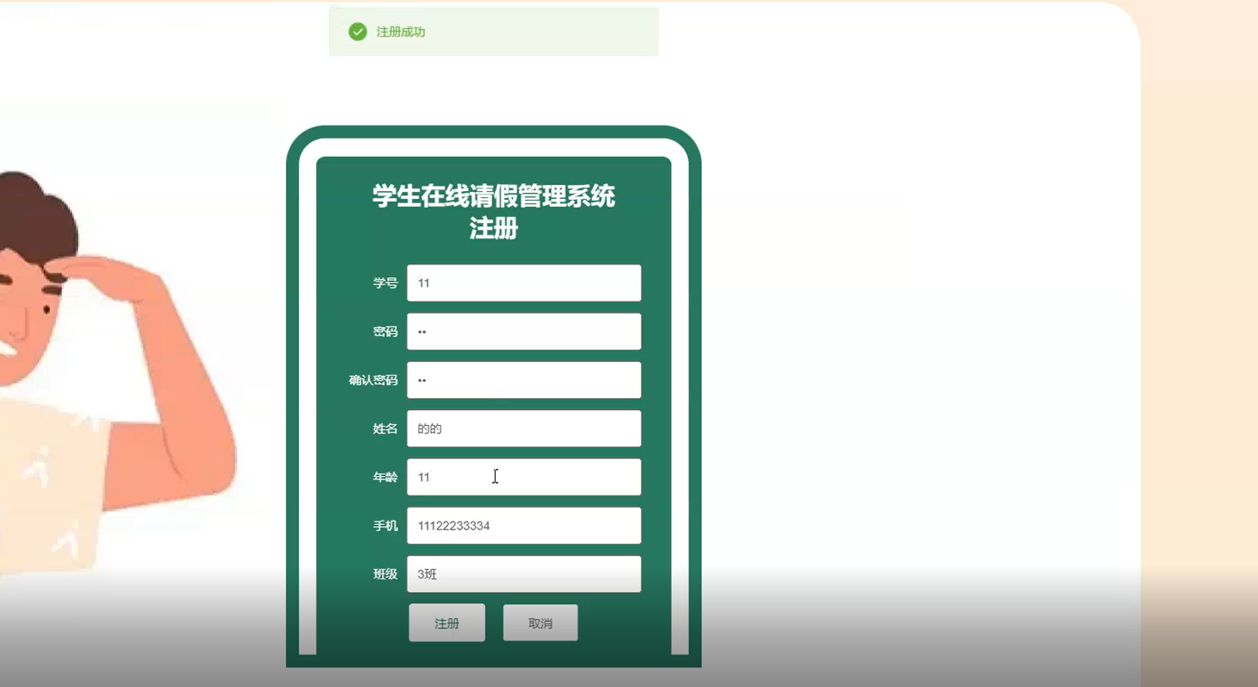 注册成功
学生在线请假管理系统
注册
学号 11
密码 ••
确认密码 ••
姓名 的的
年龄 11
手机 11122233334
班级 3班
注册 取消